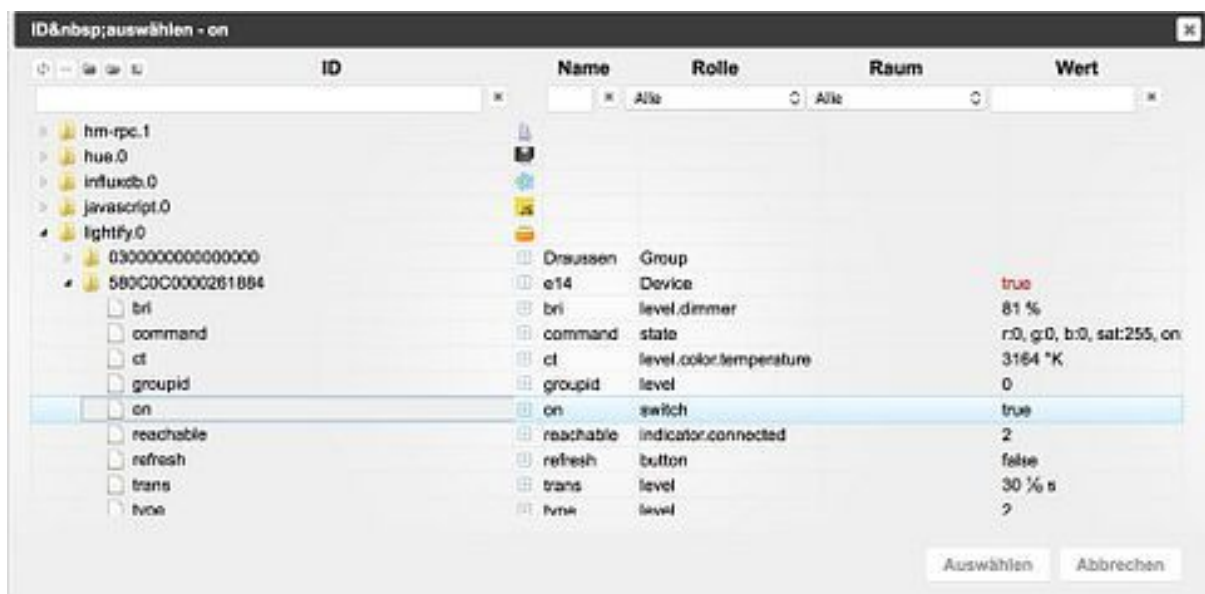 ID&nbsp;auswählen - on
ID Name Rolle Raum Wert
Alle Alle
hm-rpc.1
hue.0
influxdb.0
JS
javascript.0
lightify.0
0300000000000000 Draussen Group
e14 Device true
bri bri level.dimmer 81 %
command command state r:0, g:0, b:0, sat:255, on:
ct ct level.color.temperature 3164 °K
groupid groupid level 0
on on switch true
reachable reachable indicator.connected 2
refresh refresh button false
trans trans level 30 ⅒ s
type type level 2
Auswählen Abbrechen